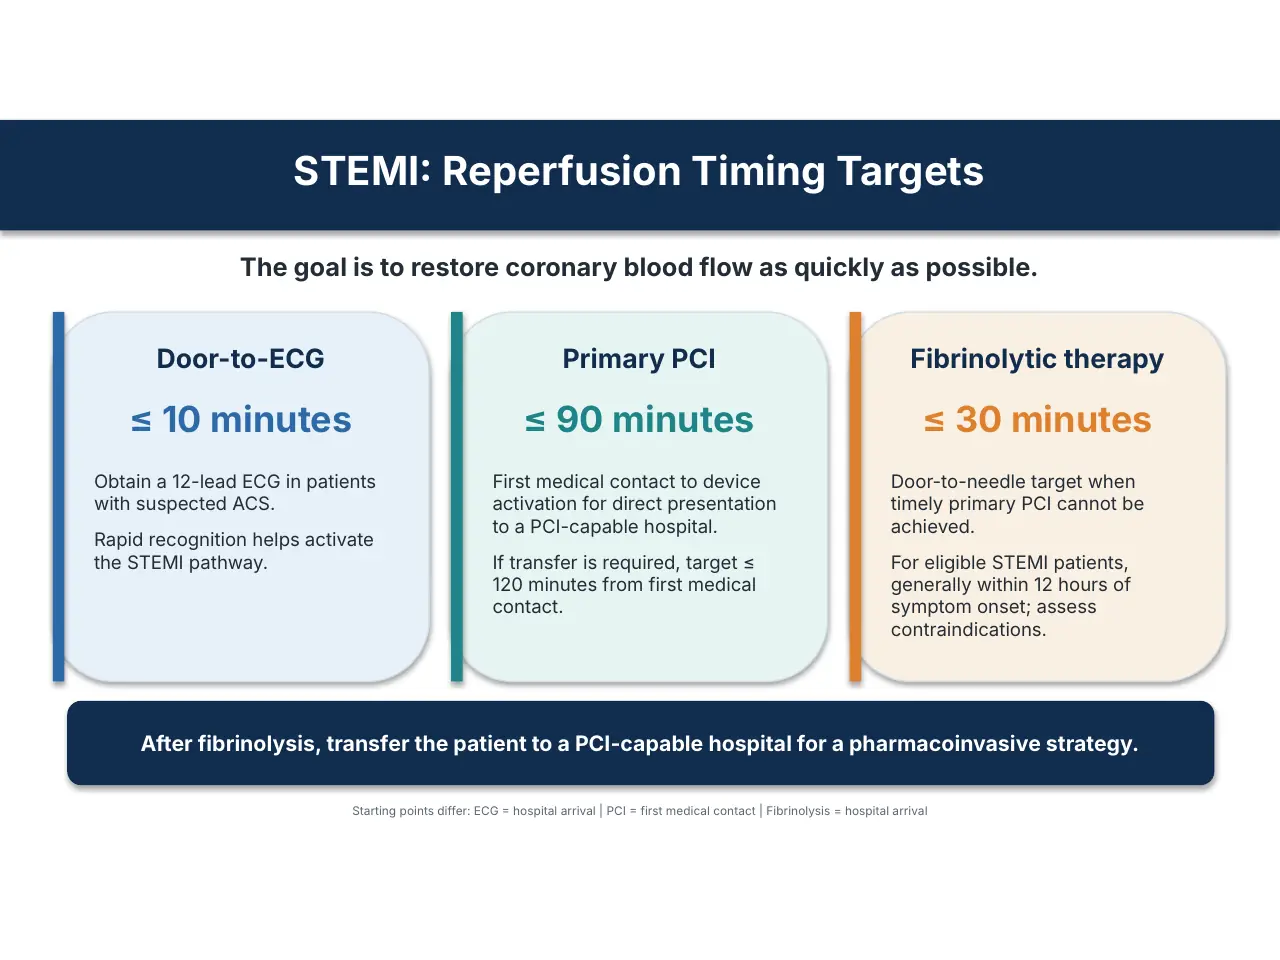 STEMI: Reperfusion Timing Targets
The goal is to restore coronary blood flow as quickly as possible.
Door-to-ECG
≤ 10 minutes
Obtain a 12-lead ECG in patients
with suspected ACS.
Rapid recognition helps activate
the STEMI pathway.
Primary PCI
≤ 90 minutes
First medical contact to device
activation for direct presentation
to a PCI-capable hospital.
If transfer is required, target ≤
120 minutes from first medical
contact.
Fibrinolytic therapy
≤ 30 minutes
Door-to-needle target when
timely primary PCI cannot be
achieved.
For eligible STEMI patients,
generally within 12 hours of
symptom onset; assess
contraindications.
After fibrinolysis, transfer the patient to a PCI-capable hospital for a pharmacoinvasive strategy.
Starting points differ: ECG = hospital arrival | PCI = first medical contact | Fibrinolysis = hospital arrival